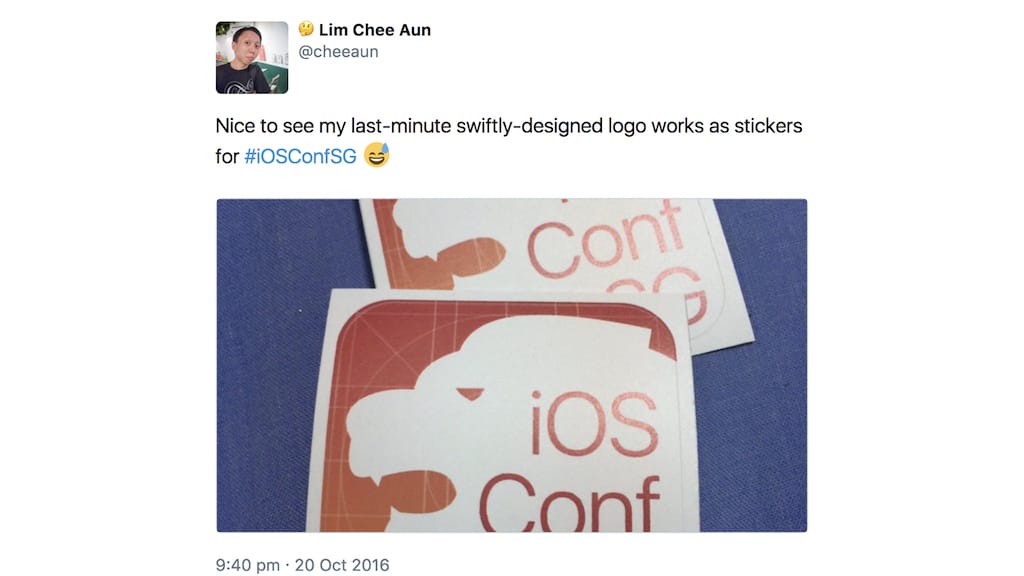 🤔 Lim Chee Aun
@cheeaun
Nice to see my last-minute swiftly-designed logo works as stickers
for #iOSConfSG 😅
Conf
SG
iOS
Conf
9:40 pm · 20 Oct 2016